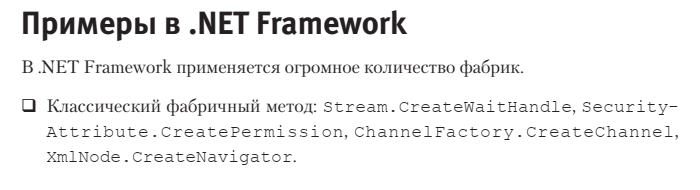 Примеры в .NET Framework
В .NET Framework применяется огромное количество фабрик.
❑ Классический фабричный метод: Stream.CreateWaitHandle, Security-
Attribute.CreatePermission, ChannelFactory.CreateChannel,
XmlNode.CreateNavigator.